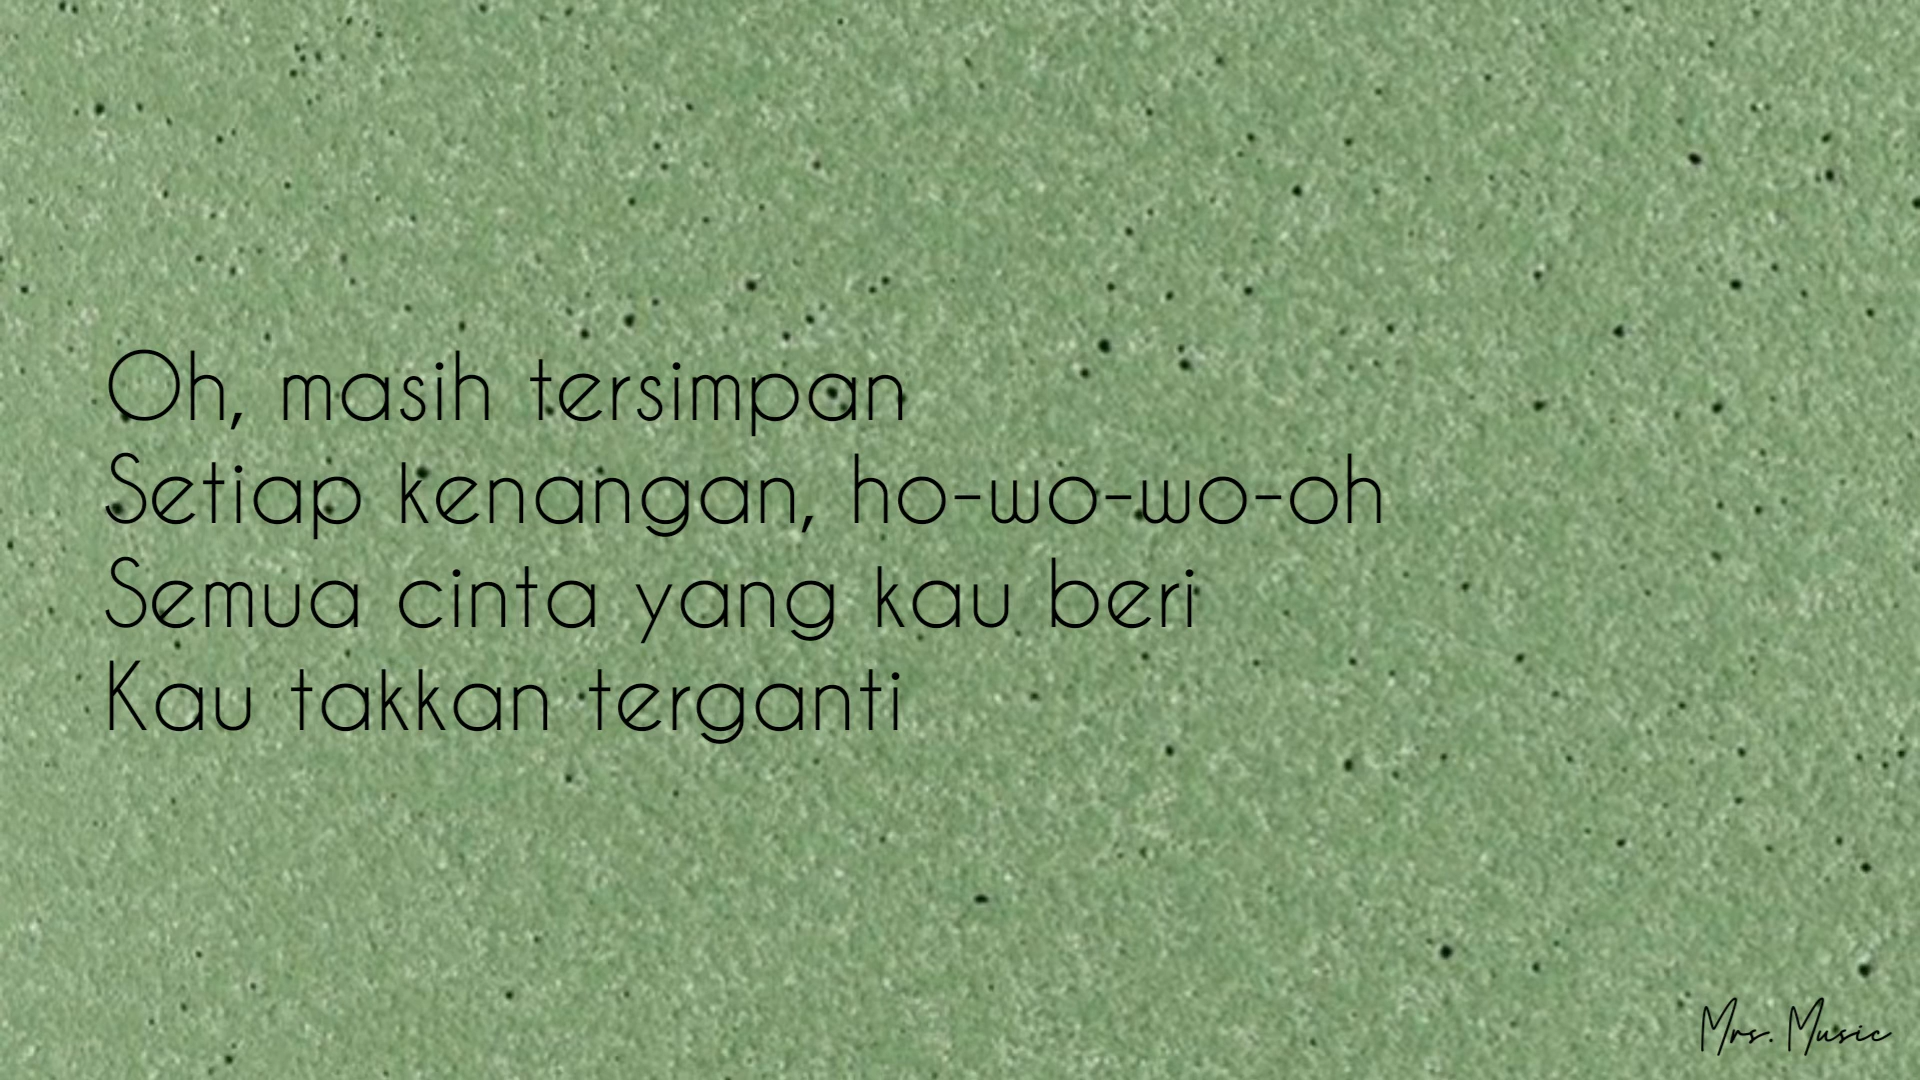 Oh, masih tersimpan
Setiap kenangan, ho-wo-wo-oh
Semua cinta yang kau beri
Kau takkan terganti
Mrs. Music